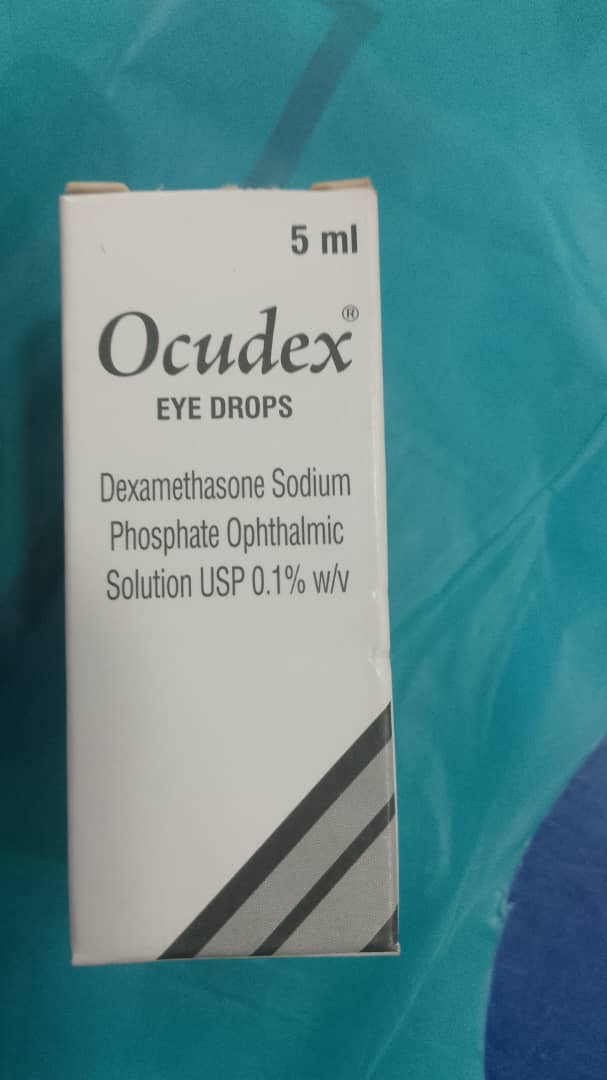 5 ml
Ocudex®
EYE DROPS
Dexamethasone Sodium
Phosphate Ophthalmic
Solution USP 0.1% w/v